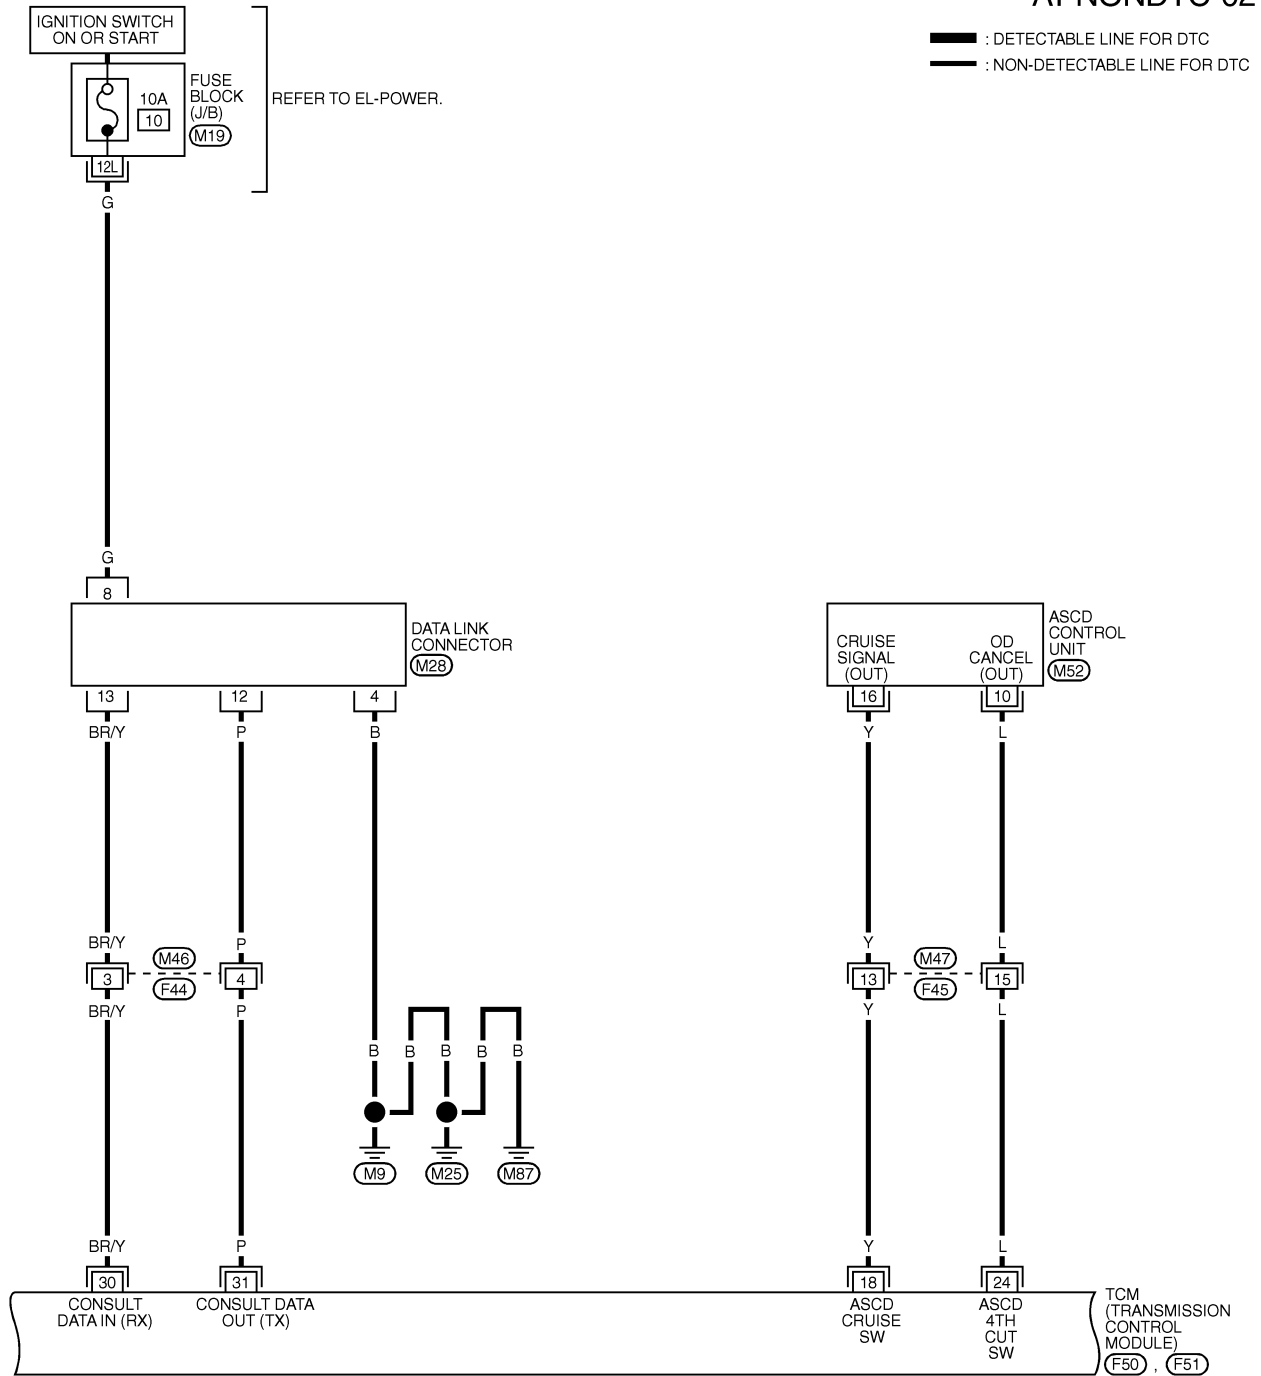 : DETECTABLE LINE FOR DTC
: NON-DETECTABLE LINE FOR DTC
IGNITION SWITCH
ON OR START
10A
10
FUSE
BLOCK
(J/B)
M19
REFER TO EL-POWER.
12L
G
G
8
DATA LINK
CONNECTOR
M28
CRUISE
SIGNAL
(OUT)
OD
CANCEL
(OUT)
ASCD
CONTROL
UNIT
M52
13
12
4
16
10
BR/Y
P
B
Y
L
BR/Y
P
Y
L
3
M46
F44
4
13
M47
F45
15
BR/Y
P
Y
L
B
B
B
B
B
M9
M25
M87
BR/Y
P
Y
L
30
31
18
24
CONSULT
DATA IN (RX)
CONSULT DATA
OUT (TX)
ASCD
CRUISE
SW
ASCD
4TH
CUT
SW
TCM
(TRANSMISSION
CONTROL
MODULE)
F50 , F51